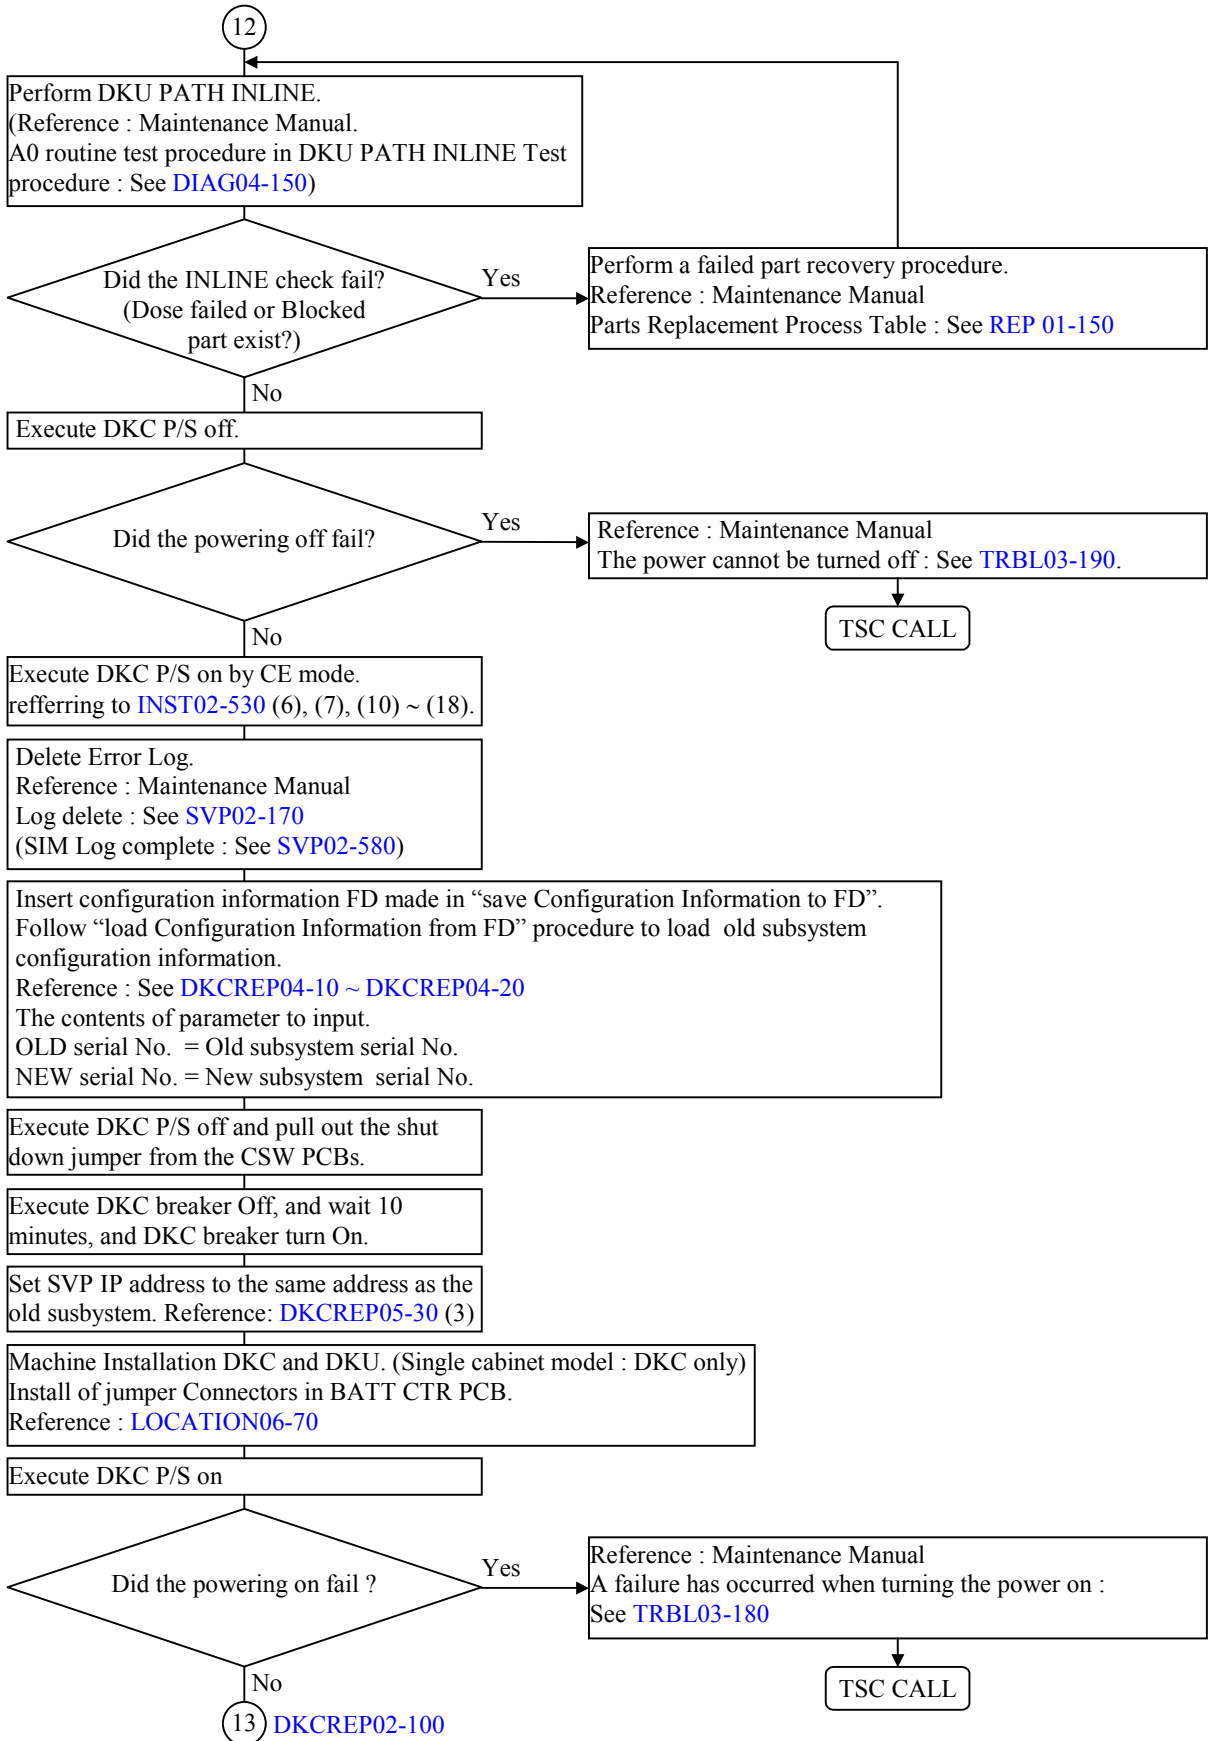 12
Perform DKU PATH INLINE.
(Reference : Maintenance Manual.
A0 routine test procedure in DKU PATH INLINE Test
procedure : See DIAG04-150)
Did the INLINE check fail?
(Dose failed or Blocked
part exist?)
Yes
Perform a failed part recovery procedure.
Reference : Maintenance Manual
Parts Replacement Process Table : See REP 01-150
No
Execute DKC P/S off.
Did the powering off fail?
Yes
Reference : Maintenance Manual
The power cannot be turned off : See TRBL03-190.
TSC CALL
No
Execute DKC P/S on by CE mode.
refferring to INST02-530 (6), (7), (10) ~ (18).
Delete Error Log.
Reference : Maintenance Manual
Log delete : See SVP02-170
(SIM Log complete : See SVP02-580)
Insert configuration information FD made in “save Configuration Information to FD”.
Follow “load Configuration Information from FD” procedure to load old subsystem
configuration information.
Reference : See DKCREP04-10 ~ DKCREP04-20
The contents of parameter to input.
OLD serial No. = Old subsystem serial No.
NEW serial No. = New subsystem serial No.
Execute DKC P/S off and pull out the shut
down jumper from the CSW PCBs.
Execute DKC breaker Off, and wait 10
minutes, and DKC breaker turn On.
Set SVP IP address to the same address as the
old susbystem. Reference: DKCREP05-30 (3)
Machine Installation DKC and DKU. (Single cabinet model : DKC only)
Install of jumper Connectors in BATT CTR PCB.
Reference : LOCATION06-70
Execute DKC P/S on
Did the powering on fail ?
Yes
Reference : Maintenance Manual
A failure has occurred when turning the power on :
See TRBL03-180
TSC CALL
No
13 DKCREP02-100